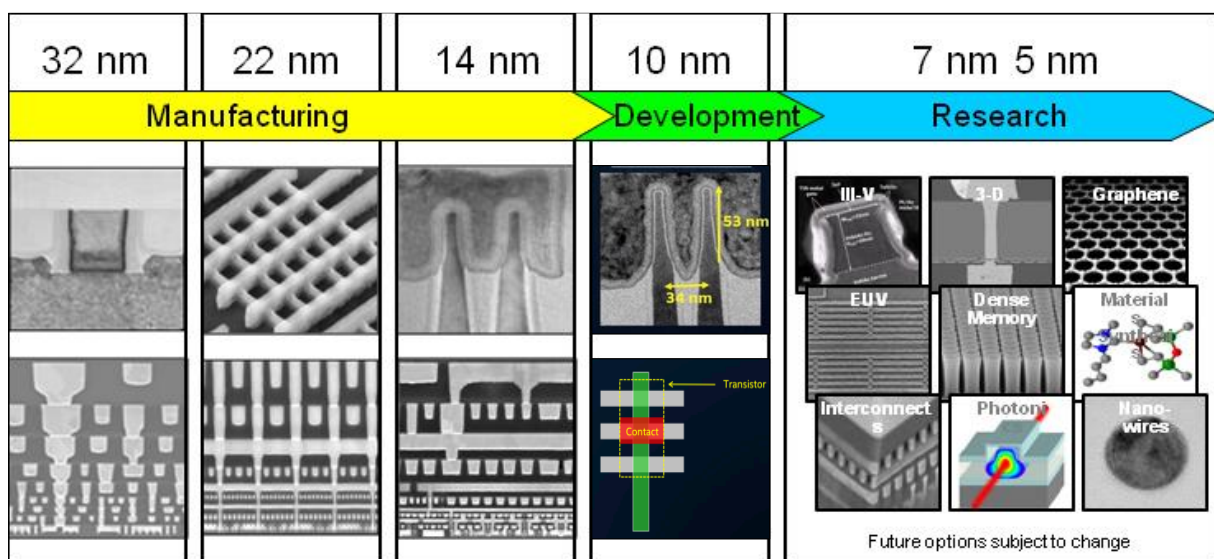 32 nm
22 nm
14 nm
10 nm
7 nm 5 nm
Manufacturing
Development
Research
53 nm
34 nm
III-V
3-D
Graphene
EUV
Dense
Memory
Material
Transistor
Contact
Interconnect
s
Photoni
Nano-
wires
Future options subject to change